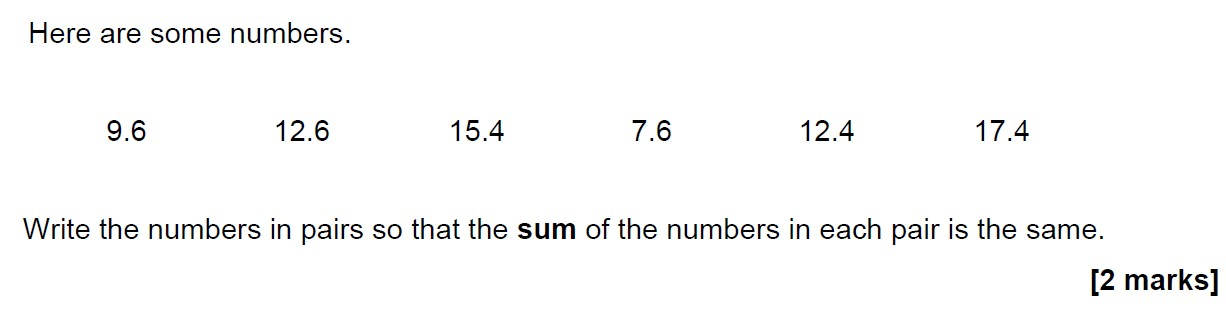 Here are some numbers.
9.6 12.6 15.4 7.6 12.4 17.4
Write the numbers in pairs so that the sum of the numbers in each pair is the same.
[2 marks]